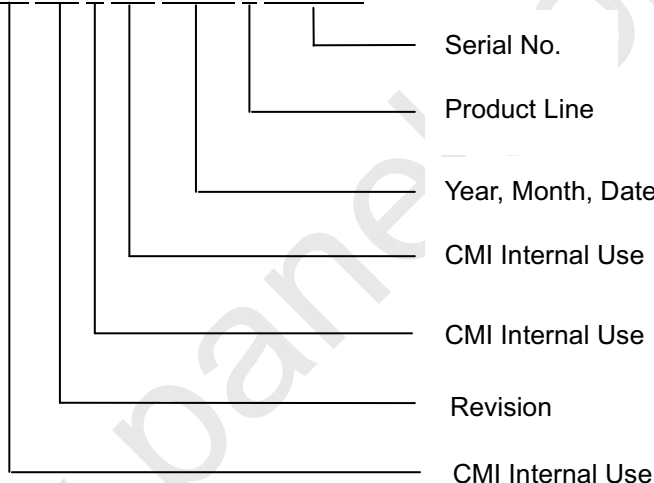 Serial No.
Product Line
Year, Month, Date
CMI Internal Use
CMI Internal Use
Revision
CMI Internal Use